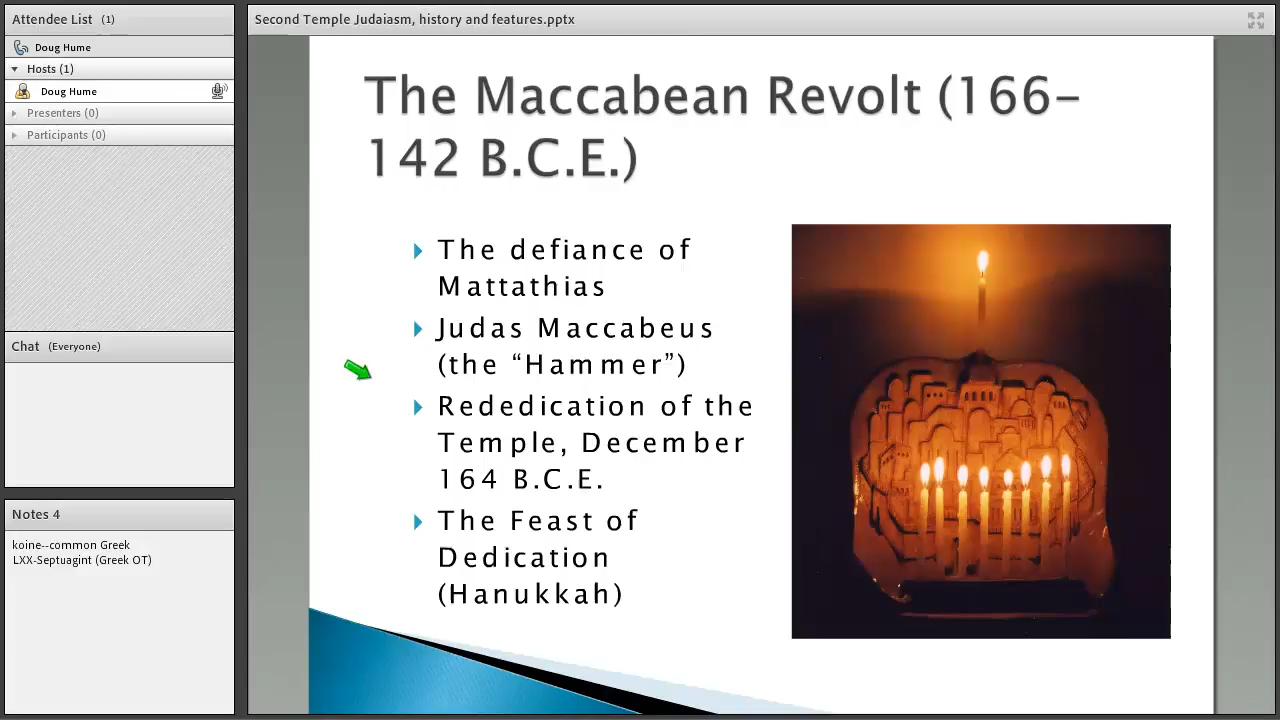 Attendee List (1)
Doug Hume
Hosts (1)
Doug Hume
Presenters (0)
Participants (0)
Chat (Everyone)
Notes 4
koine--common Greek
LXX-Septuagint (Greek OT)
Second Temple Judaiasm, history and features.pptx
The Maccabean Revolt (166-
142 B.C.E.)
The defiance of
Mattathias
Judas Maccabeus
(the “Hammer”)
Rededication of the
Temple, December
164 B.C.E.
The Feast of
Dedication
(Hanukkah)